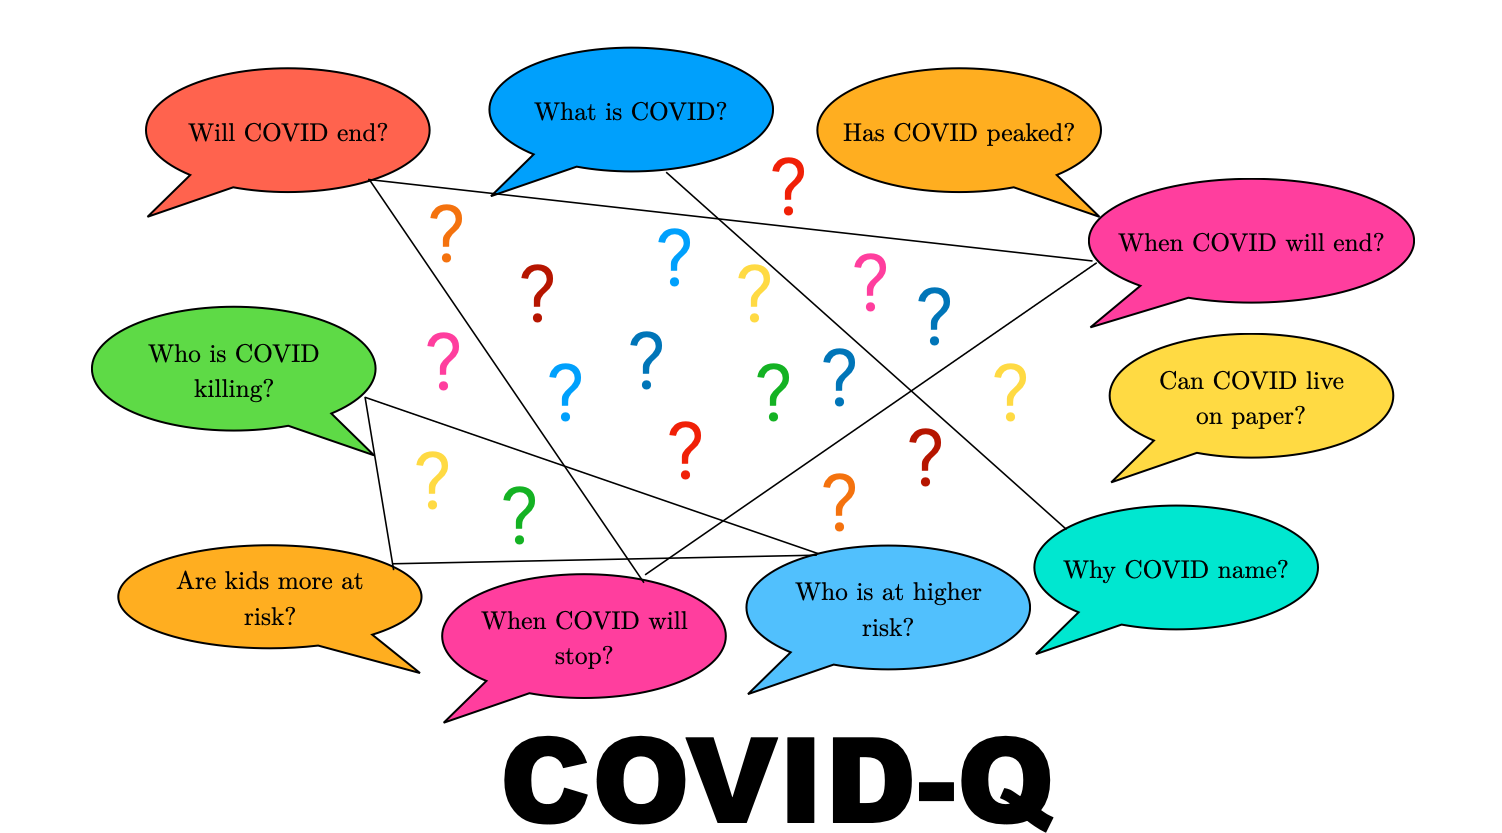 Will COVID end?
What is COVID?
Has COVID peaked?
When COVID will end?
Who is COVID
killing?
Can COVID live
on paper?
Are kids more at
risk?
When COVID will
stop?
Who is at higher
risk?
Why COVID name?
? ? ? ? ? ? ? ? ? ? ? ? ? ? ? ? ? ? ?
COVID-Q